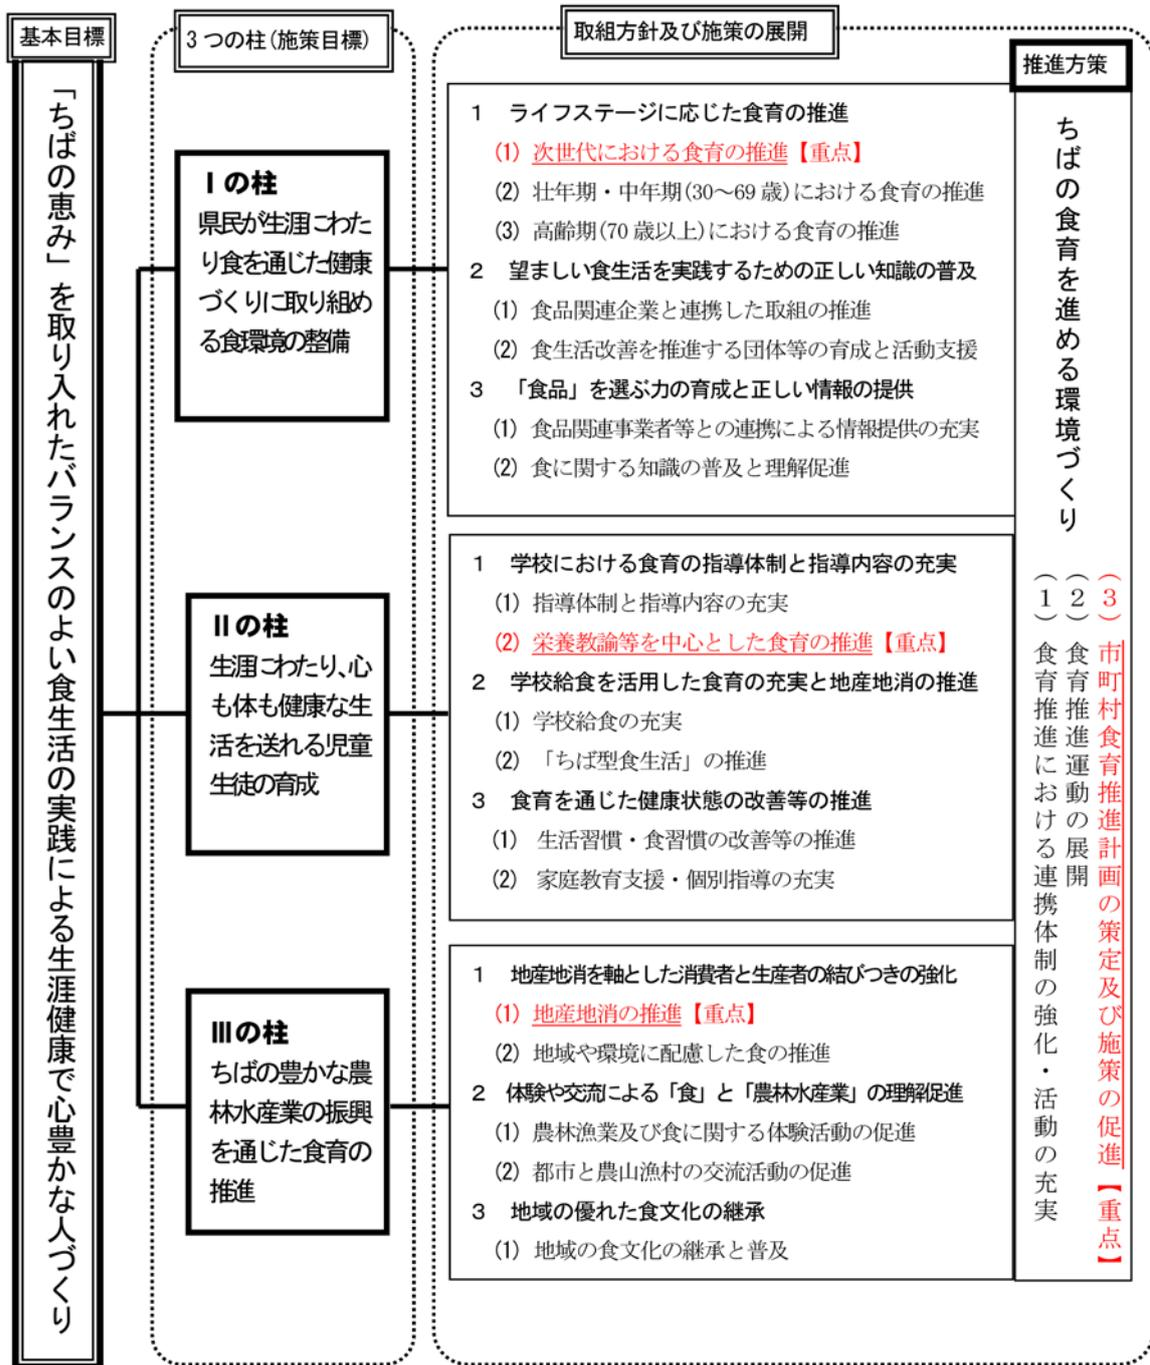 基本目標
「ちばの恵み」を取り入れたバランスのよい食生活の実践による生涯健康で心豊かな人づくり
3つの柱(施策目標)
Ⅰの柱
県民が生涯にわた
り食を通じた健康
づくりに取り組め
る食環境の整備
Ⅱの柱
生涯にわたり、心
も体も健康な生
活を送れる児童
生徒の育成
Ⅲの柱
ちばの豊かな農
林水産業の振興
を通じた食育の
推進
取組方針及び施策の展開
1 ライフステージに応じた食育の推進
(1) 次世代における食育の推進【重点】
(2) 壮年期・中年期(30～69歳)における食育の推進
(3) 高齢期(70歳以上)における食育の推進
2 望ましい食生活を実践するための正しい知識の普及
(1) 食品関連企業と連携した取組の推進
(2) 食生活改善を推進する団体等の育成と活動支援
3 「食品」を選ぶ力の育成と正しい情報の提供
(1) 食品関連事業者等との連携による情報提供の充実
(2) 食に関する知識の普及と理解促進
1 学校における食育の指導体制と指導内容の充実
(1) 指導体制と指導内容の充実
(2) 栄養教諭等を中心とした食育の推進【重点】
2 学校給食を活用した食育の充実と地産地消の推進
(1) 学校給食の充実
(2) 「ちば型食生活」の推進
3 食育を通じた健康状態の改善等の推進
(1) 生活習慣・食習慣の改善等の推進
(2) 家庭教育支援・個別指導の充実
1 地産地消を軸とした消費者と生産者の結びつきの強化
(1) 地産地消の推進【重点】
(2) 地域や環境に配慮した食の推進
2 体験や交流による「食」と「農林水産業」の理解促進
(1) 農林漁業及び食に関する体験活動の促進
(2) 都市と農山漁村の交流活動の促進
3 地域の優れた食文化の継承
(1) 地域の食文化の継承と普及
推進方策
ちばの食育を進める環境づくり
(3) 市町村食育推進計画の策定及び施策の促進【重点】
(2) 食育推進運動の展開
(1) 食育推進における連携体制の強化・活動の充実